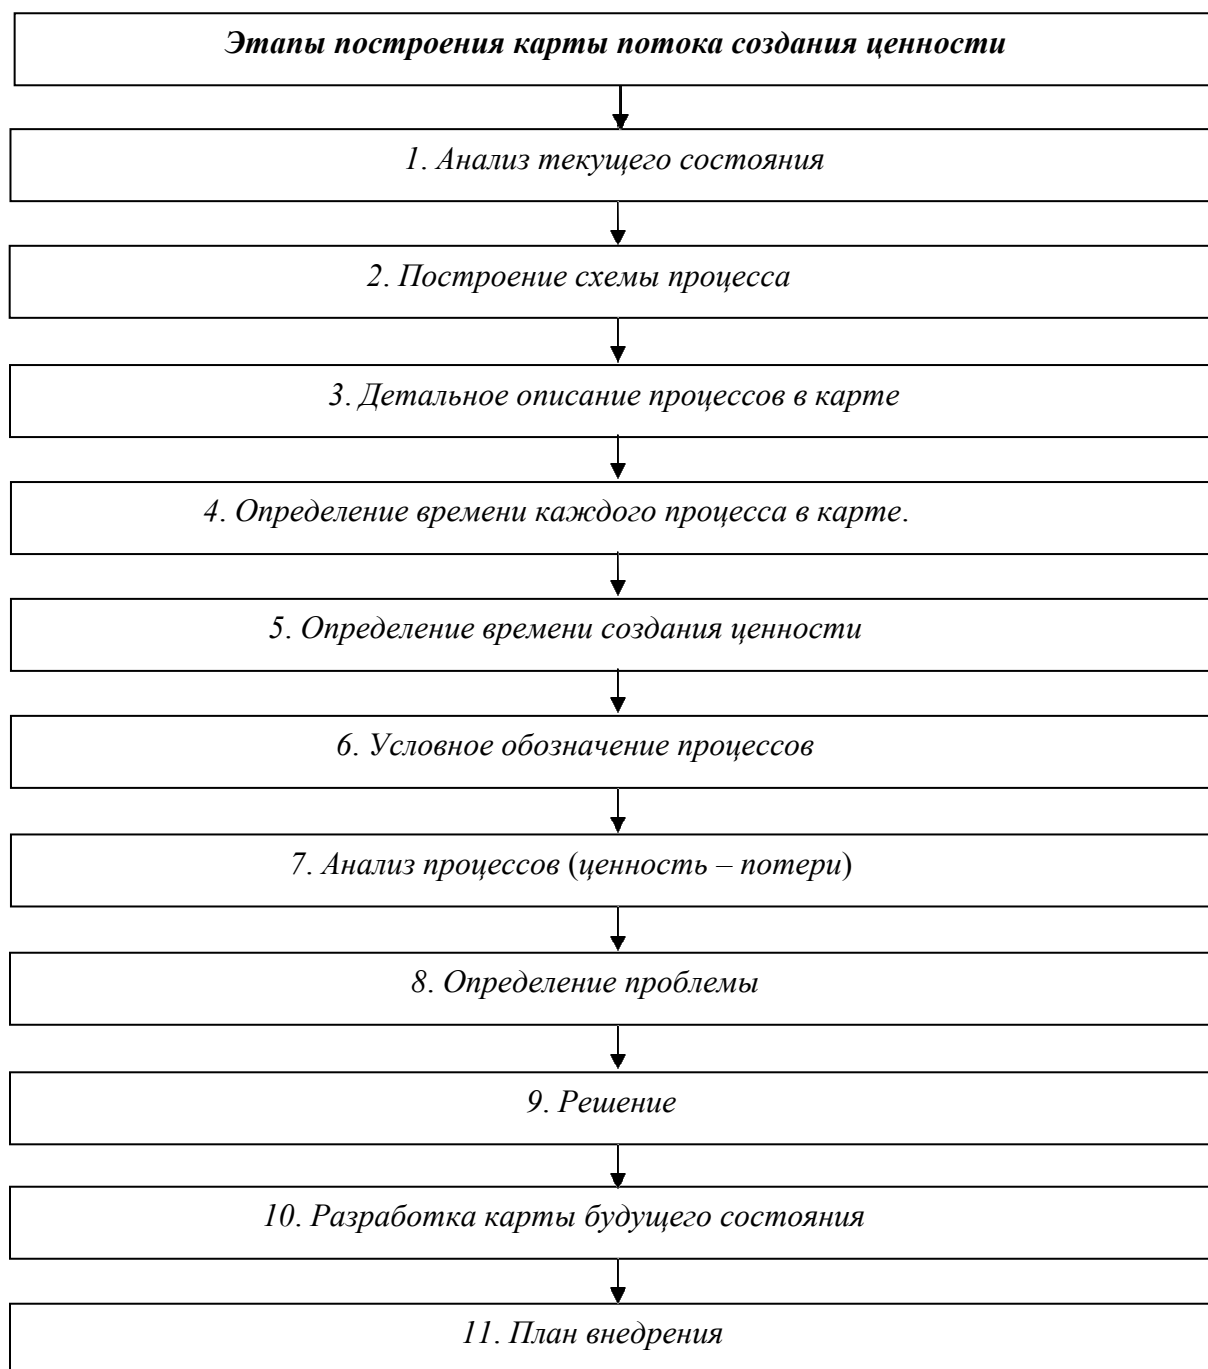 Этапы построения карты потока создания ценности
1. Анализ текущего состояния
2. Построение схемы процесса
3. Детальное описание процессов в карте
4. Определение времени каждого процесса в карте.
5. Определение времени создания ценности
6. Условное обозначение процессов
7. Анализ процессов (ценность – потери)
8. Определение проблемы
9. Решение
10. Разработка карты будущего состояния
11. План внедрения